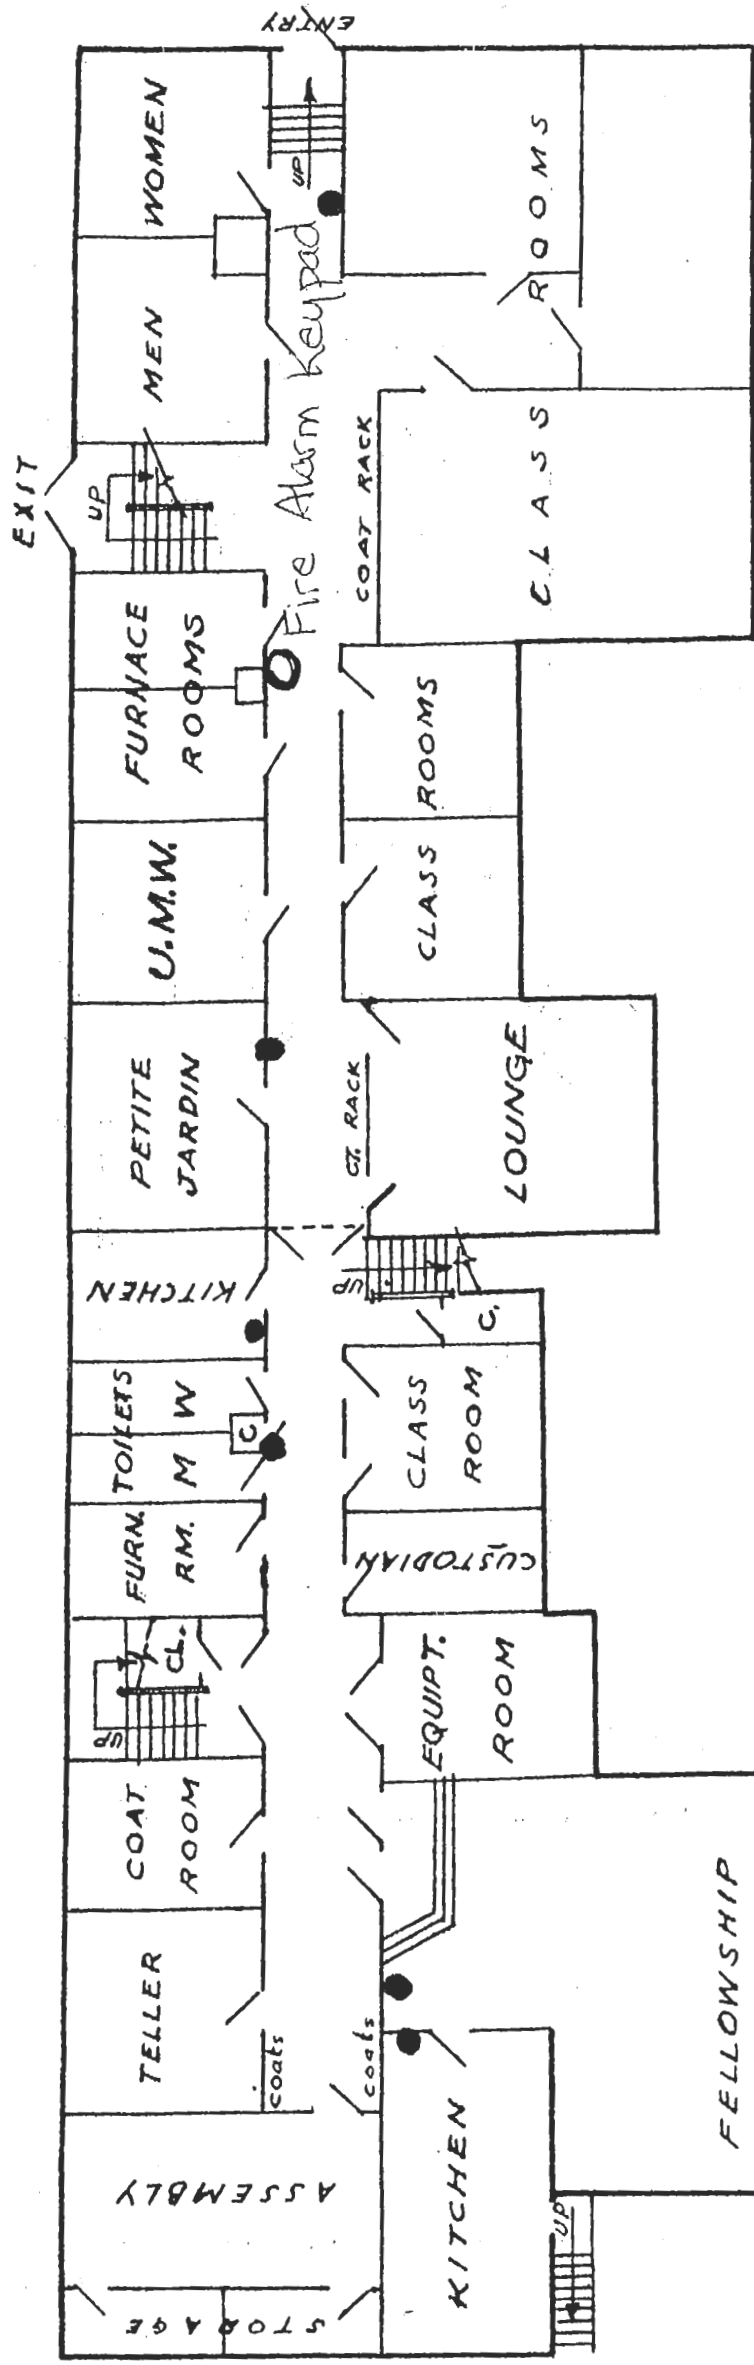 ENTRY
WOMEN
UP
MEN
EXIT
UP
Fire Alarm Keypad
COAT RACK
CLASS ROOMS
FURNACE
ROOMS
U.M.W.
CLASS ROOMS
PETITE
JARDIN
CT. RACK
LOUNGE
KITCHEN
UP
C.
TOILETS
W
M
C.
CLASS
ROOM
FURN.
RM.
CUSTODIAN
UP
CL.
EQUIPT.
ROOM
COAT
ROOM
TELLER
coats
coats
FELLOWSHIP
ASSEMBLY
KITCHEN
UP
STORAGE